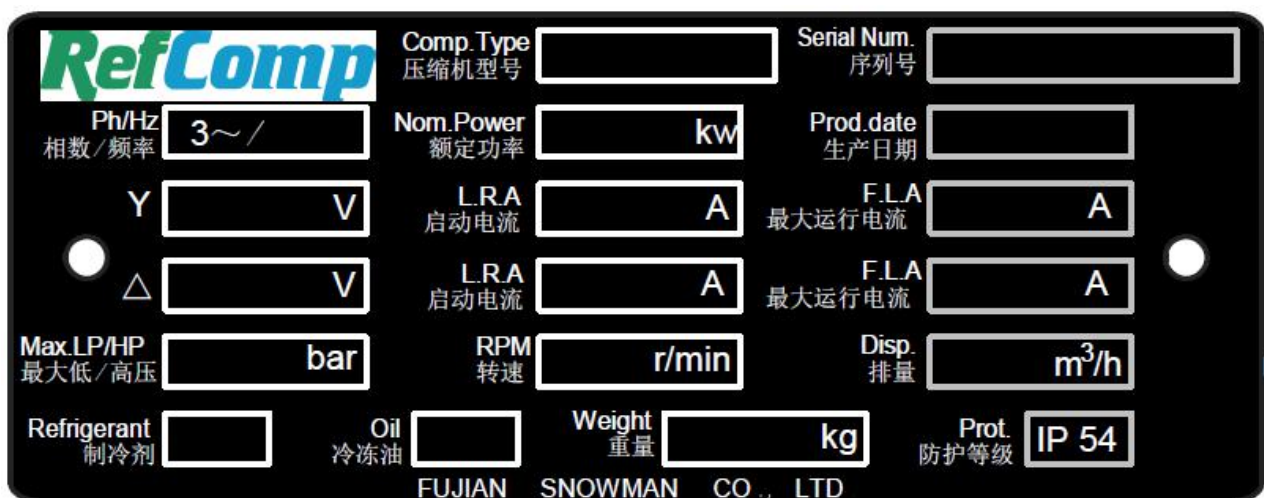 RefComp
Comp.Type
压缩机型号
Serial Num.
序列号
Ph/Hz
相数/频率
3～/
Nom.Power
额定功率
kw
Prod.date
生产日期
Y
V
L.R.A
启动电流
A
F.L.A
最大运行电流
A
△
V
L.R.A
启动电流
A
F.L.A
最大运行电流
A
Max.LP/HP
最大低/高压
bar
RPM
转速
r/min
Disp.
排量
m³/h
Refrigerant
制冷剂
Oil
冷冻油
Weight
重量
kg
Prot.
防护等级
IP 54
FUJIAN SNOWMAN CO., LTD